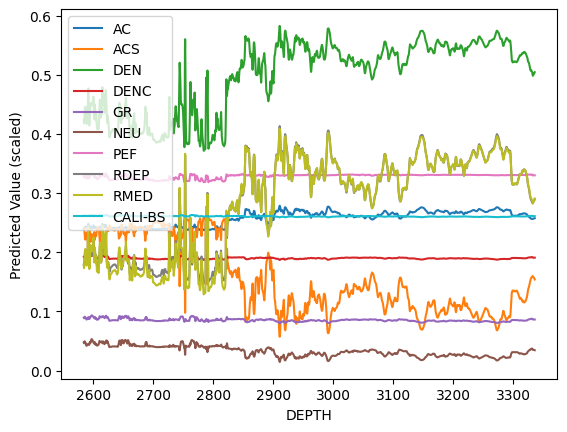 0.6
0.5
0.4
0.3
0.2
0.1
0.0
Predicted Value (scaled)
AC
ACS
DEN
DENC
GR
NEU
PEF
RDEP
RMED
CALI-BS
2600 2700 2800 2900 3000 3100 3200 3300
DEPTH